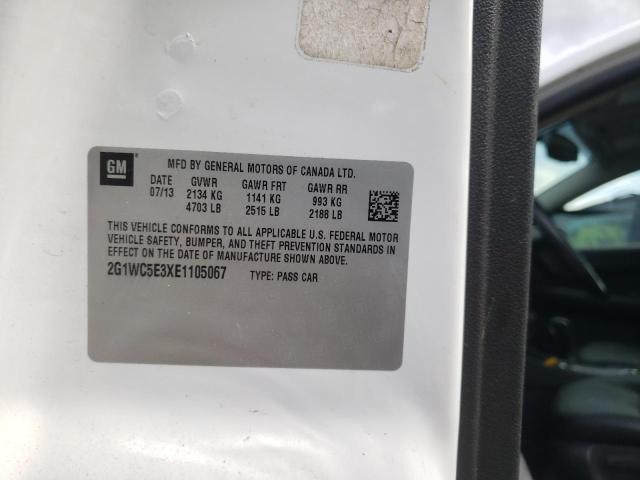 GM
MFD BY GENERAL MOTORS OF CANADA LTD.
DATE GVWR GAWR FRT GAWR RR
07/13 2134 KG 1141 KG 993 KG
4703 LB 2515 LB 2188 LB
THIS VEHICLE CONFORMS TO ALL APPLICABLE U.S. FEDERAL MOTOR
VEHICLE SAFETY, BUMPER, AND THEFT PREVENTION STANDARDS IN
EFFECT ON THE DATE OF MANUFACTURE SHOWN ABOVE.
2G1WC5E3XE1105067 TYPE: PASS CAR